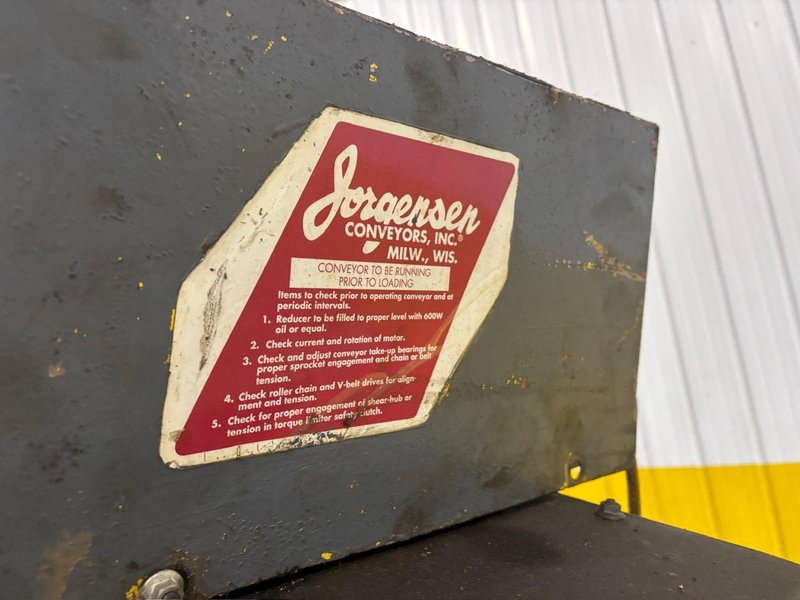 Jorgensen
CONVEYORS, INC.®
MILW., WIS.
CONVEYOR TO BE RUNNING
PRIOR TO LOADING
Items to check prior to operating conveyor and at
periodic intervals.
1. Reducer to be filled to proper level with 600W
oil or equal.
2. Check current and rotation of motor.
3. Check and adjust conveyor take-up bearings for
proper sprocket engagement and chain or belt
tension.
4. Check roller chain and V-belt drives for align-
ment and tension.
5. Check for proper engagement of shear-hub or
tension in torque limiter safety clutch.